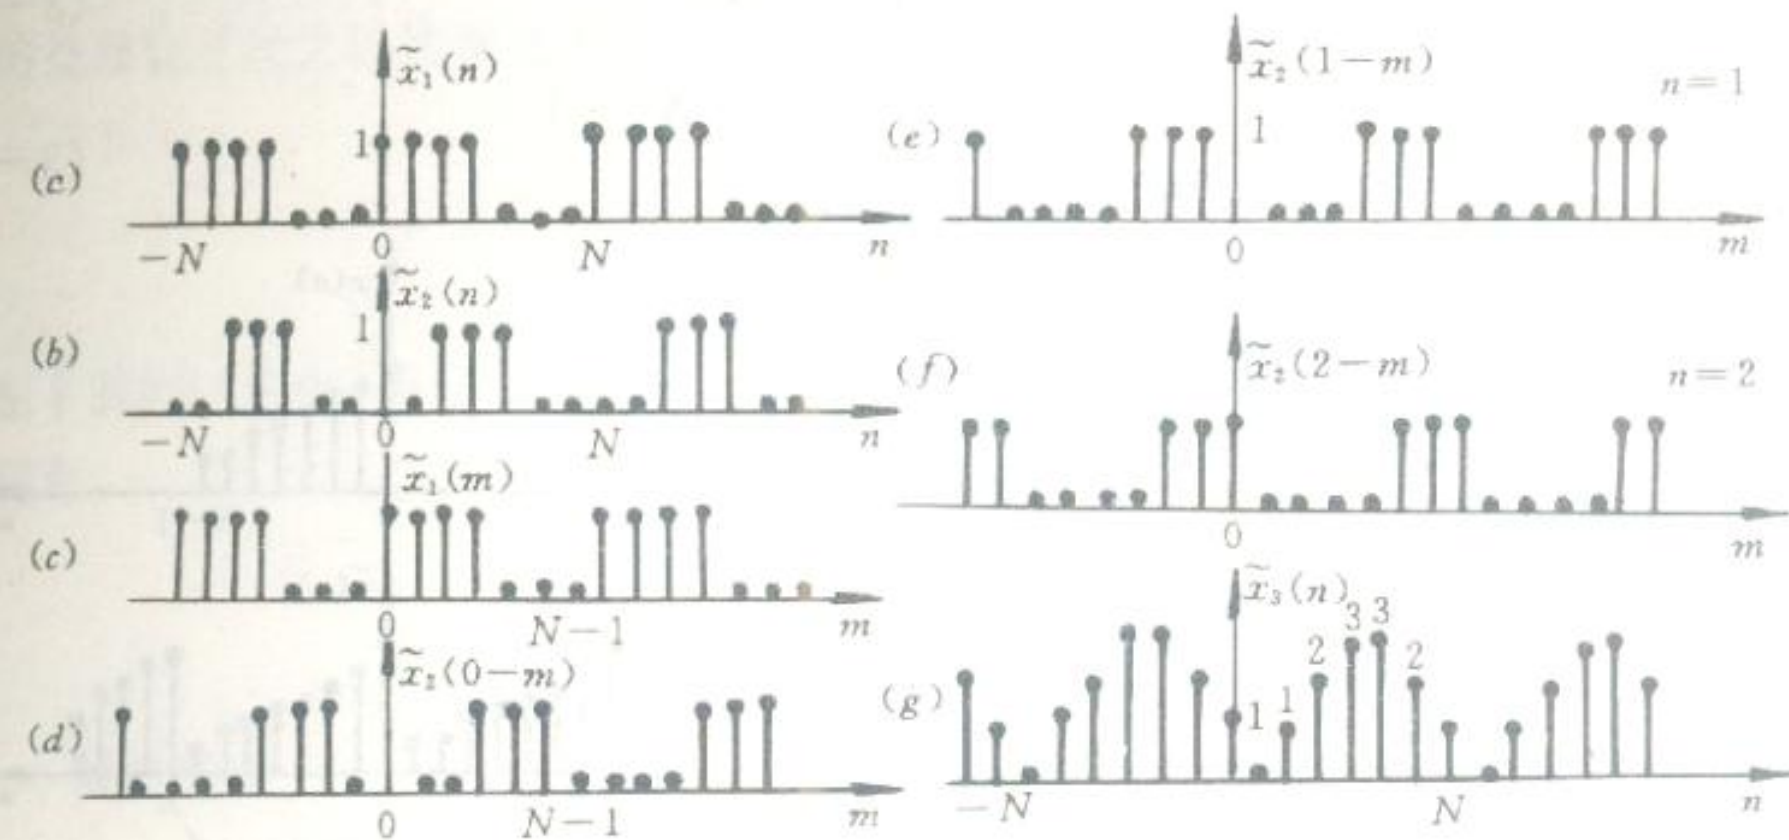 (a)
x̃₁(n)
1
-N
0
N
n
(b)
x̃₂(n)
1
-N
0
N
n
(c)
x̃₁(m)
0
N-1
m
(d)
x̃₂(0-m)
0
N-1
m
(e)
x̃₂(1-m)
n=1
1
0
m
(f)
x̃₂(2-m)
n=2
0
m
(g)
x̃₃(n)
1
1
2
3
3
2
-N
N
n